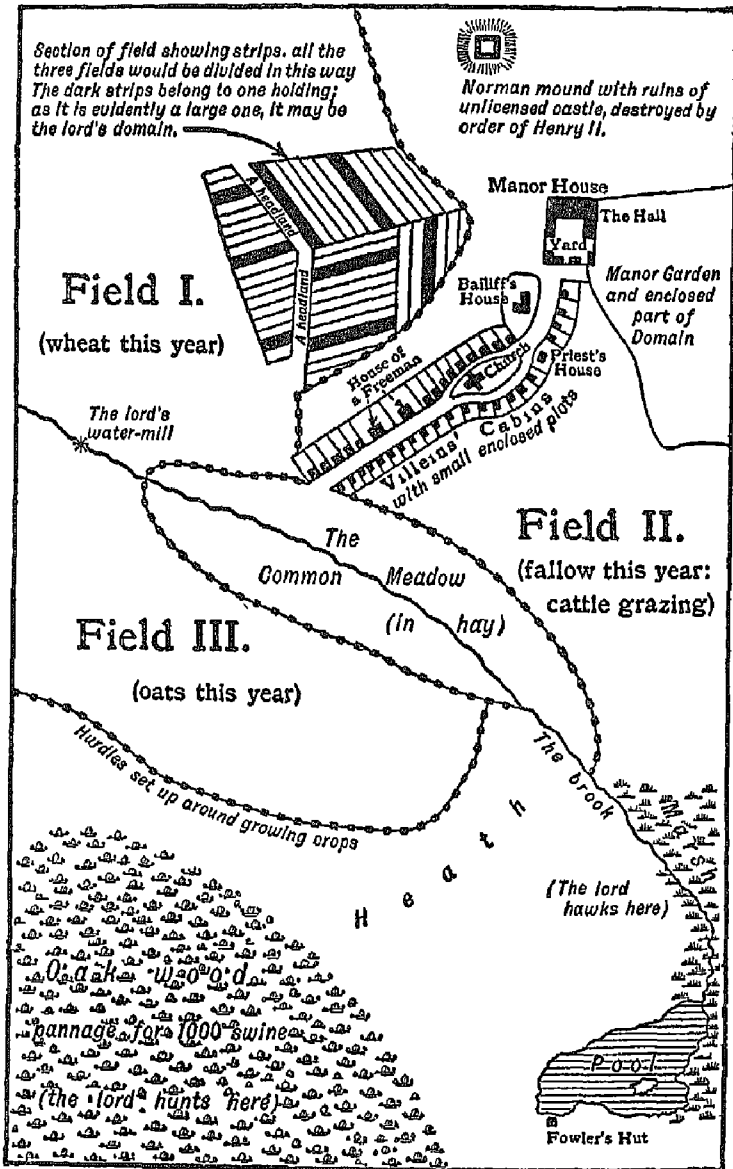 Section of field showing strips. all the
three fields would be divided in this way
The dark strips belong to one holding;
as it is evidently a large one, it may be
the lord's domain.
Norman mound with ruins of
unlicensed castle, destroyed by
order of Henry II.
Manor House
The Hall
Yard
A headland
A headland
Bailiff's
House
Manor Garden
and enclosed
part of
Domain
Field I.
(wheat this year)
House of
a Freeman
Church
Priest's
House
The lord's
water-mill
Villeins' Cabins
with small enclosed plots
Field II.
(fallow this year:
cattle grazing)
The
Common Meadow
(in hay)
Field III.
(oats this year)
The brook
Hurdles set up around growing crops
Heath
Marsh
(The lord
hawks here)
Oak wood
pannage for 1000 swine
(the lord hunts here)
Pool
Fowler's Hut